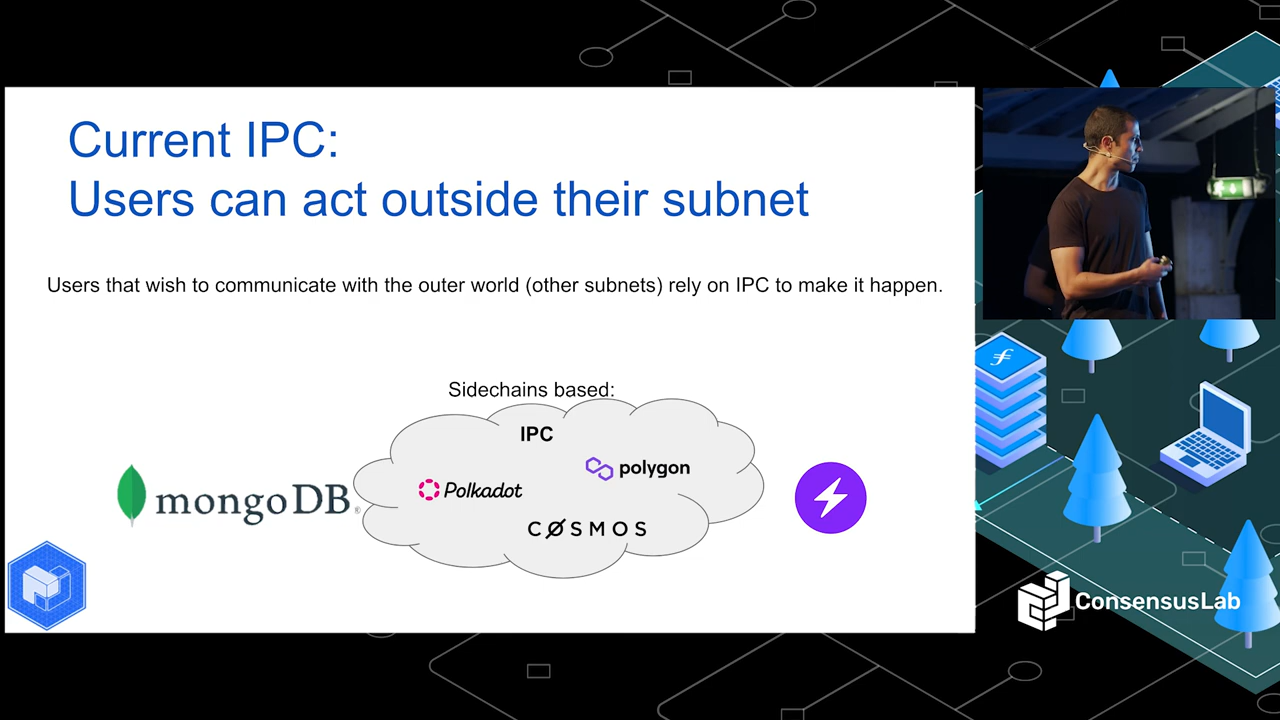 Current IPC:
Users can act outside their subnet
Users that wish to communicate with the outer world (other subnets) rely on IPC to make it happen.
Sidechains based:
IPC
polygon
Polkadot
mongoDB®
COSMOS
ConsensusLab